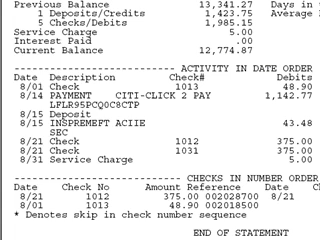 Previous Balance 13,341.27 Days in
1 Deposits/Credits 1,423.75 Average
5 Checks/Debits 1,985.15
Service Charge 5.00
Interest Paid .00
Current Balance 12,774.87
ACTIVITY IN DATE ORDER
Date Description Check# Debits
8/01 Check 1013 48.90
8/14 PAYMENT CITI-CLICK 2 PAY 1,142.77
LFLR95PCQ0C8CTP
8/15 Deposit
8/15 INSPREMEFT ACIIE 43.48
SEC
8/21 Check 1012 375.00
8/21 Check 1031 375.00
8/31 Service Charge 5.00
CHECKS IN NUMBER ORDER
Date Check No Amount Reference Date
8/21 1012 375.00 002028700 8/21
8/01 1013 48.90 002018500
* Denotes skip in check number sequence
END OF STATEMENT